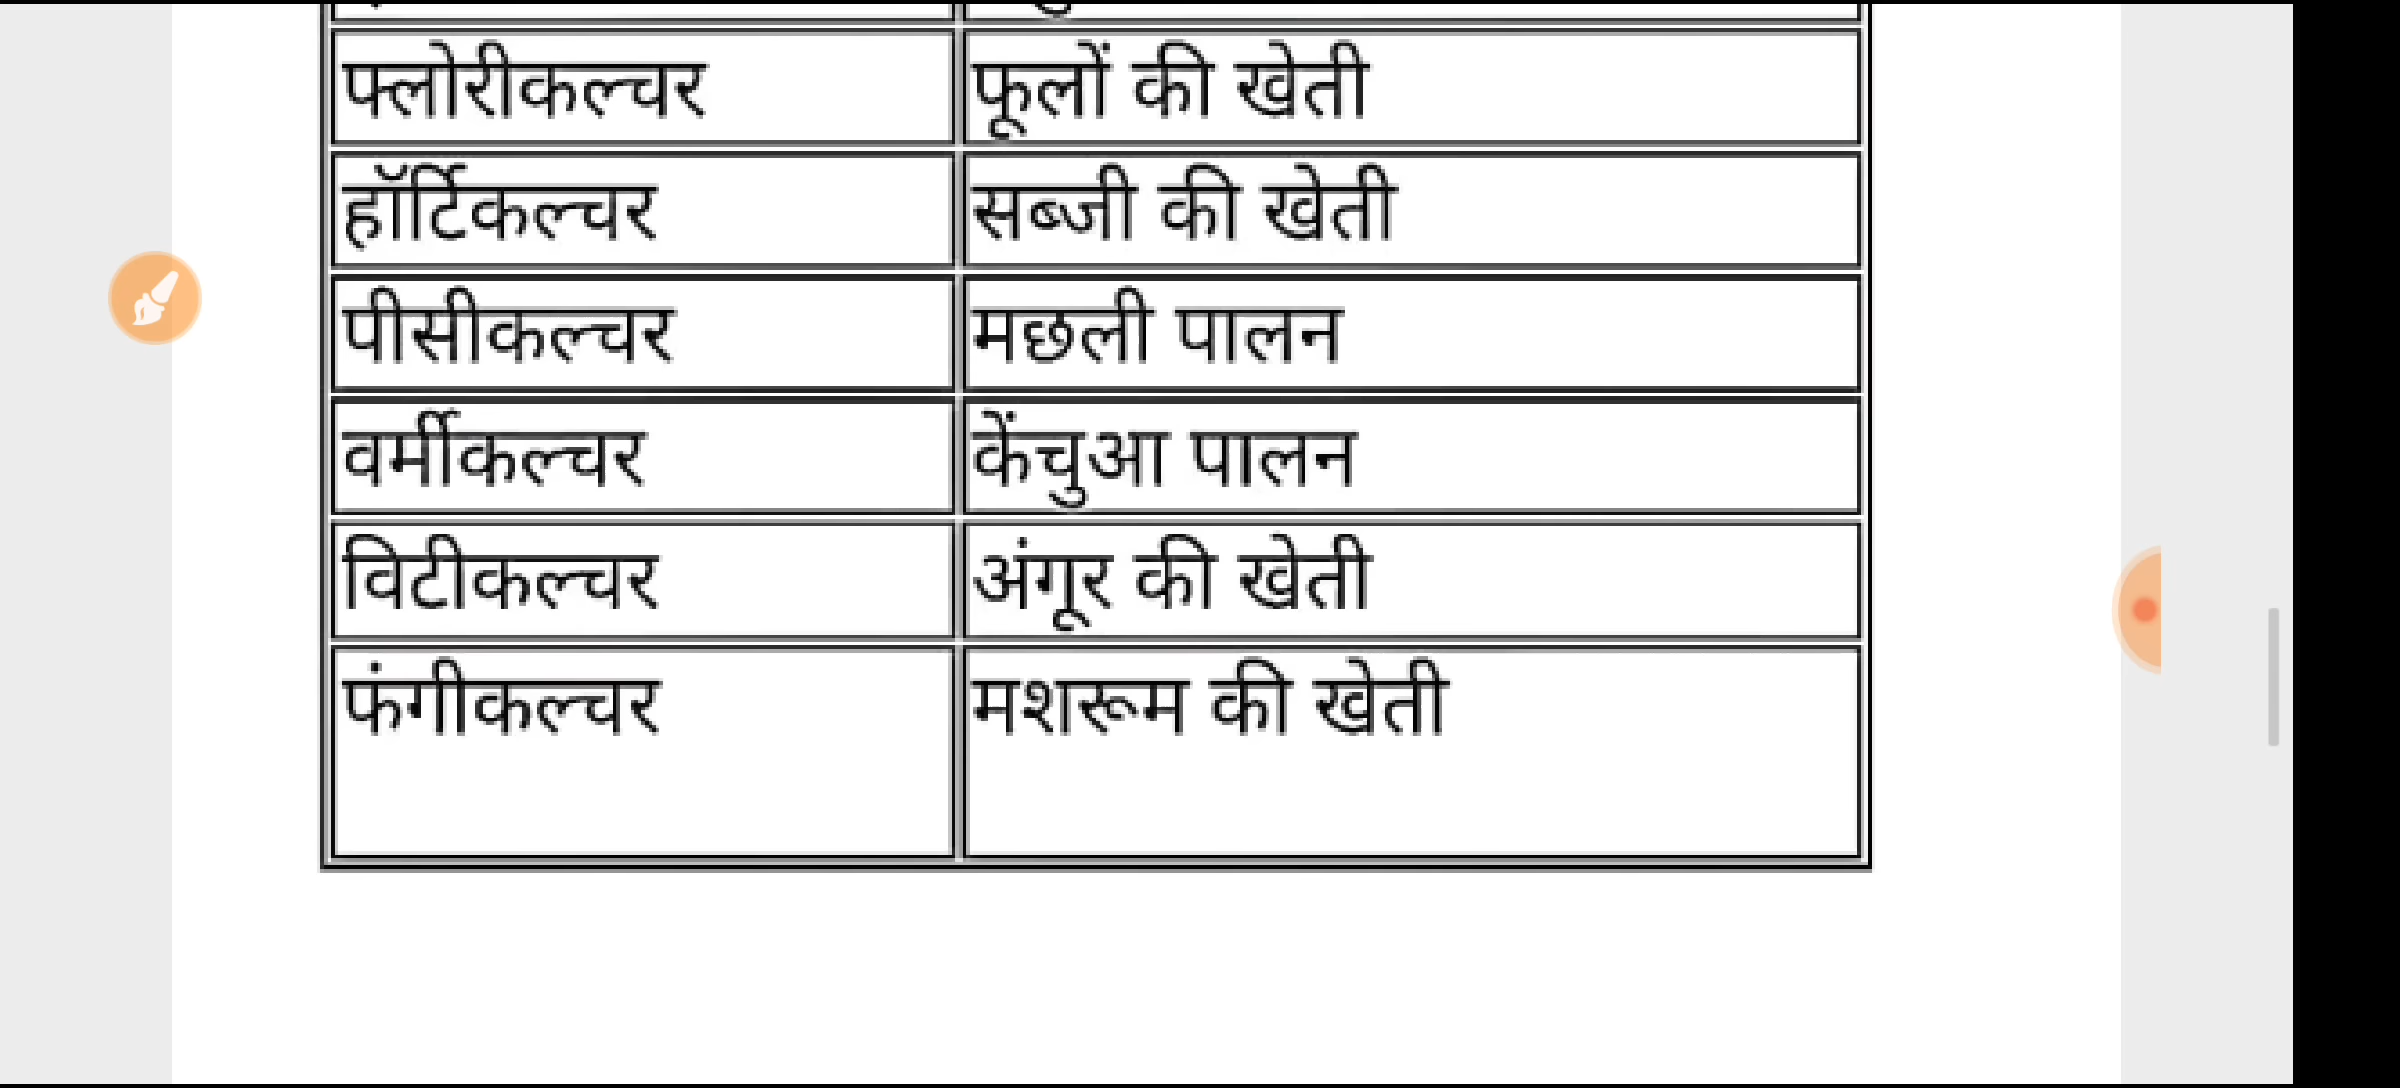 फ्लोरीकल्चर फूलों की खेती
हॉर्टिकल्चर सब्जी की खेती
पीसीकल्चर मछली पालन
वर्मीकल्चर केंचुआ पालन
विटीकल्चर अंगूर की खेती
फंगीकल्चर मशरूम की खेती